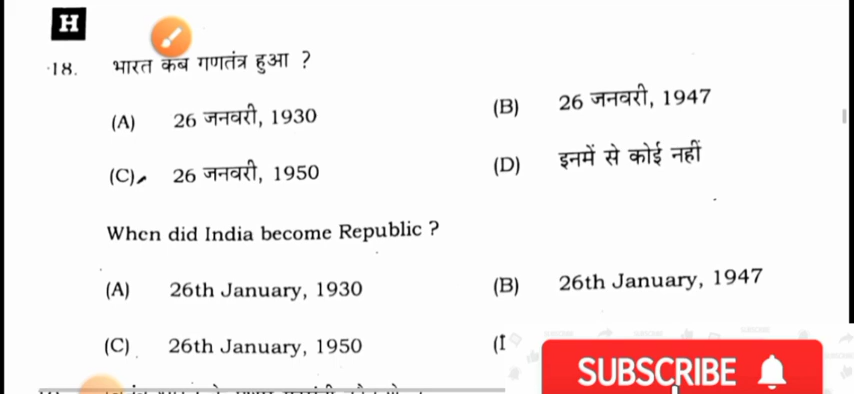 H
18. भारत कब गणतंत्र हुआ ?
(A) 26 जनवरी, 1930 (B) 26 जनवरी, 1947
(C) 26 जनवरी, 1950 (D) इनमें से कोई नहीं
When did India become Republic ?
(A) 26th January, 1930 (B) 26th January, 1947
(C) 26th January, 1950
SUBSCRIBE